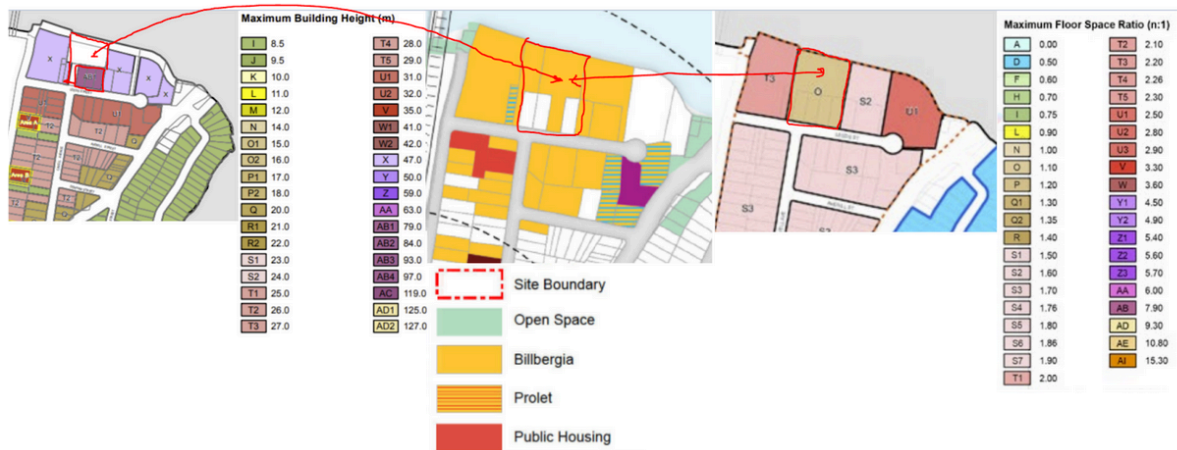 Maximum Building Height (m)
I 8.5
J 9.5
K 10.0
L 11.0
M 12.0
N 14.0
O1 15.0
O2 16.0
P1 17.0
P2 18.0
Q 20.0
R1 21.0
R2 22.0
S1 23.0
S2 24.0
T1 25.0
T2 26.0
T3 27.0
T4 28.0
T5 29.0
U1 31.0
U2 32.0
V 35.0
W1 41.0
W2 42.0
X 47.0
Y 50.0
Z 59.0
AA 63.0
AB1 79.0
AB2 84.0
AB3 93.0
AB4 97.0
AC 119.0
AD1 125.0
AD2 127.0
X
X
X
U1
T2
T2
T2
Site Boundary
Open Space
Billbergia
Prolet
Public Housing
T3
O
S2
U1
S3
S3
S3
Maximum Floor Space Ratio (n:1)
A 0.00
D 0.50
F 0.60
H 0.70
I 0.75
L 0.90
N 1.00
O 1.10
P 1.20
Q1 1.30
Q2 1.35
R 1.40
S1 1.50
S2 1.60
S3 1.70
S4 1.76
S5 1.80
S6 1.86
S7 1.90
T1 2.00
T2 2.10
T3 2.20
T4 2.26
T5 2.30
U1 2.50
U2 2.80
U3 2.90
V 3.30
W 3.60
Y1 4.50
Y2 4.90
Z1 5.40
Z2 5.60
Z3 5.70
AA 6.00
AB 7.90
AD 9.30
AE 10.80
AI 15.30